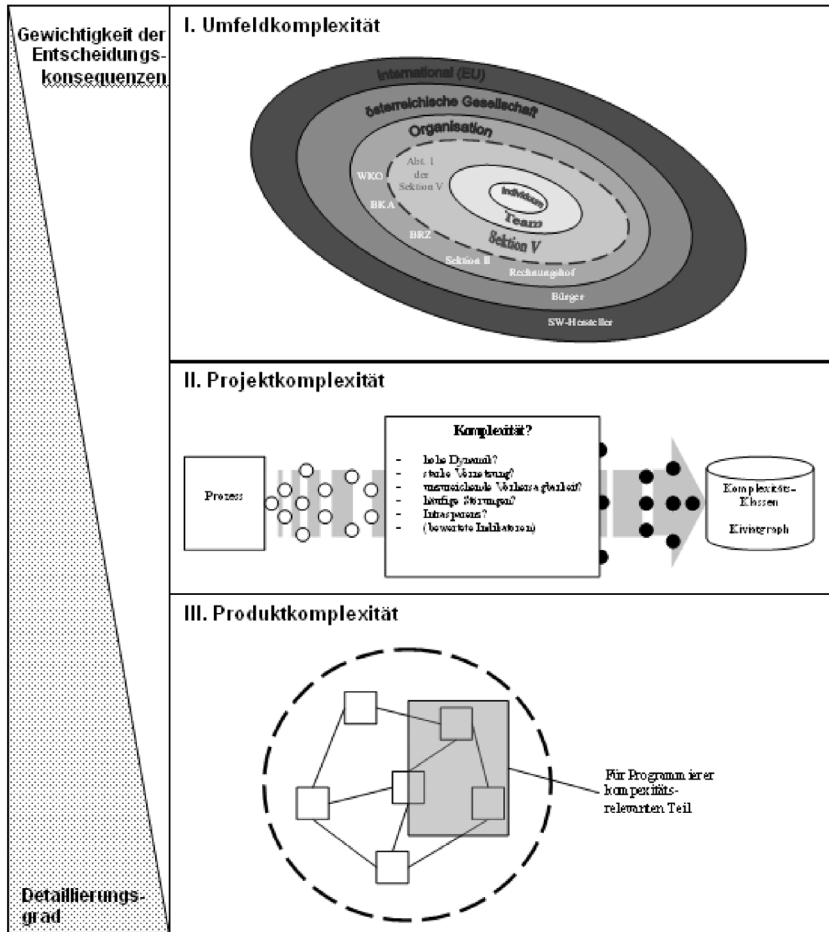 Gewichtigkeit der
Entscheidungs-
konsequenzen
I. Umfeldkomplexität
International (EU)
österreichische Gesellschaft
Organisation
Abt. 1
der
Sektion V
WKO
BKA
BRZ
Individuum
Team
Sektion V
Sektion II
Rechnungshof
Bürger
SW-Hersteller
II. Projektkomplexität
Prozess
Komplexität?
- hohe Dynamik?
- starke Vernetzung?
- unzureichende Vorhersagbarkeit?
- häufige Störungen?
- Intrasparenz?
- (bewertete Indikatoren)
Komplexitäts-
Klassen
Kiviatgraph
III. Produktkomplexität
Für Programmierer
kompexitäts-
relevanten Teil
Detaillierungs-
grad